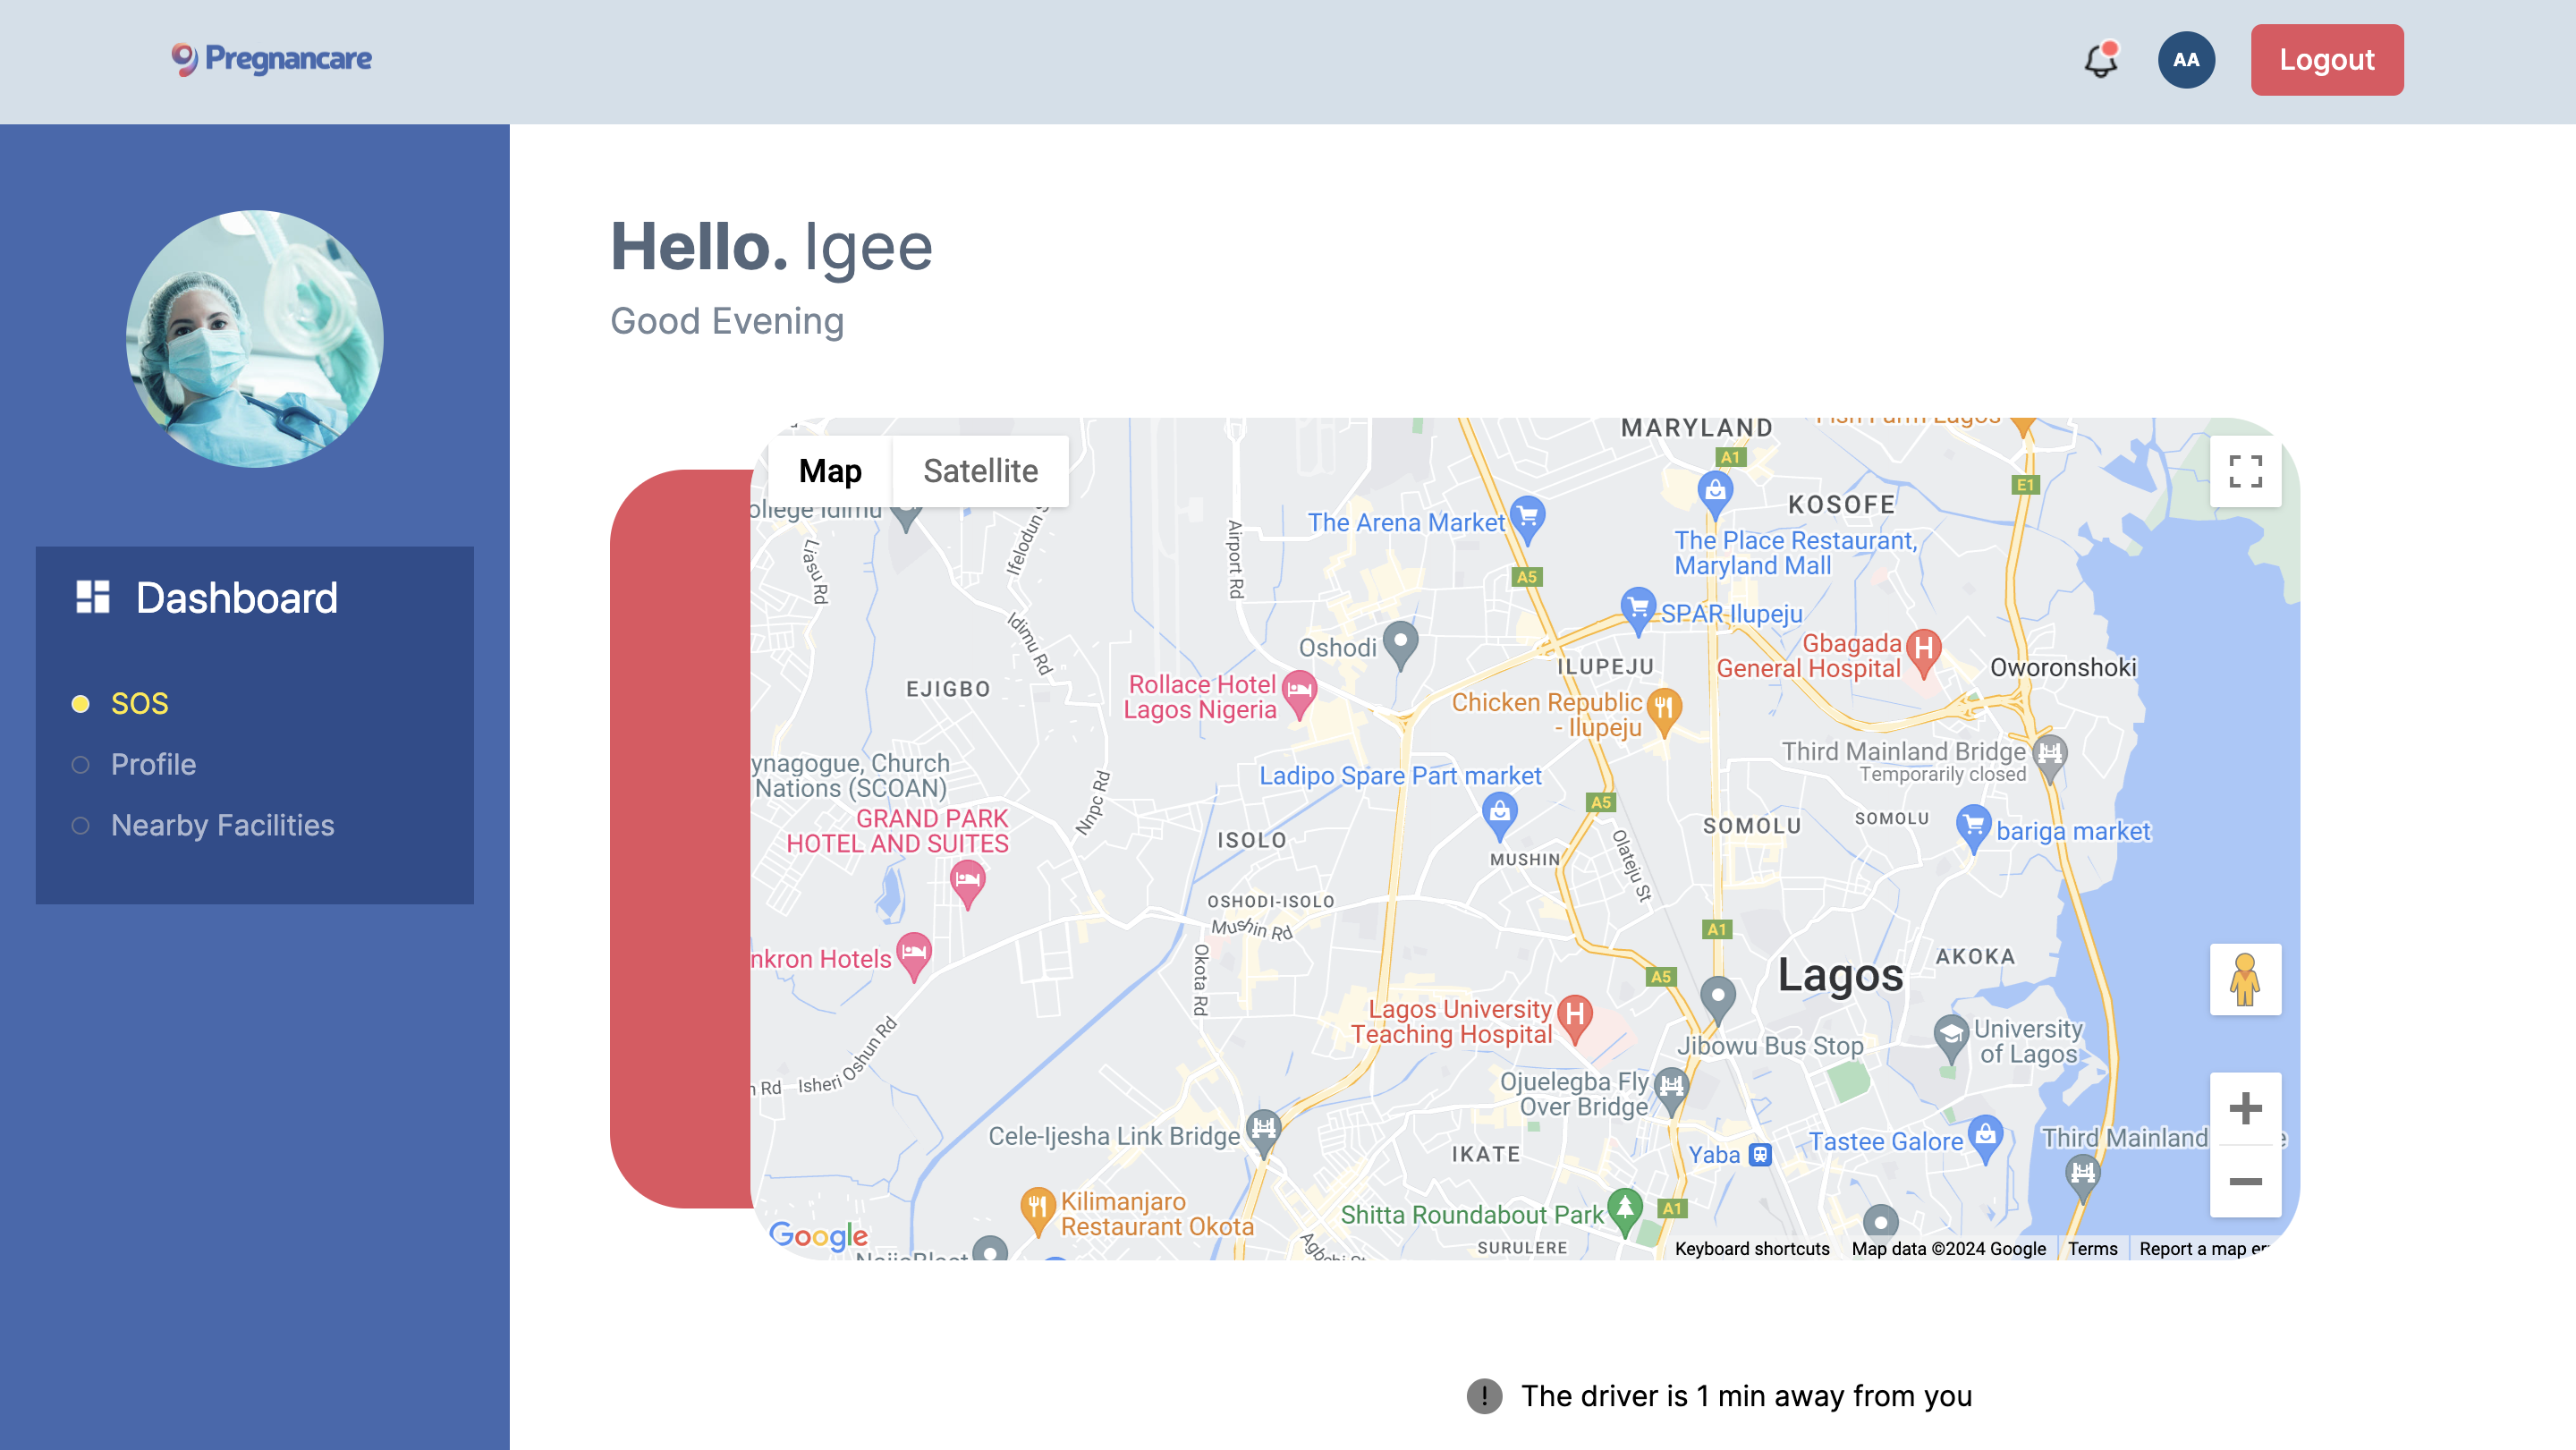 Pregnancare
AA
Logout
Hello. Igee
Good Evening
Dashboard
SOS
Profile
Nearby Facilities
Map
Satellite
MARYLAND
A1
E1
KOSOFE
The Arena Market
The Place Restaurant,
Maryland Mall
Liasu Rd
Airport Rd
A5
SPAR Ilupeju
Idimu Rd
Oshodi
ILUPEJU
Gbagada
General Hospital
Oworonshoki
EJIGBO
Rollace Hotel
Lagos Nigeria
Chicken Republic
- Ilupeju
Third Mainland Bridge
Temporarily closed
ynagogue, Church
Nations (SCOAN)
Ladipo Spare Part market
Nnpc Rd
A5
GRAND PARK
HOTEL AND SUITES
ISOLO
SOMOLU
SOMOLU
bariga market
MUSHIN
Olateju St
OSHODI-ISOLO
Mushin Rd
A1
nkron Hotels
Okota Rd
A5
Lagos
AKOKA
Lagos University
Teaching Hospital
University
of Lagos
Jibowu Bus Stop
Isheri Oshun Rd
Rd
Ojuelegba Fly
Over Bridge
Cele-Ijesha Link Bridge
IKATE
Yaba
Tastee Galore
Third Mainland
Kilimanjaro
Restaurant Okota
Shitta Roundabout Park
A1
Google
SURULERE
Keyboard shortcuts
Map data ©2024 Google
Terms
Report a map er
The driver is 1 min away from you